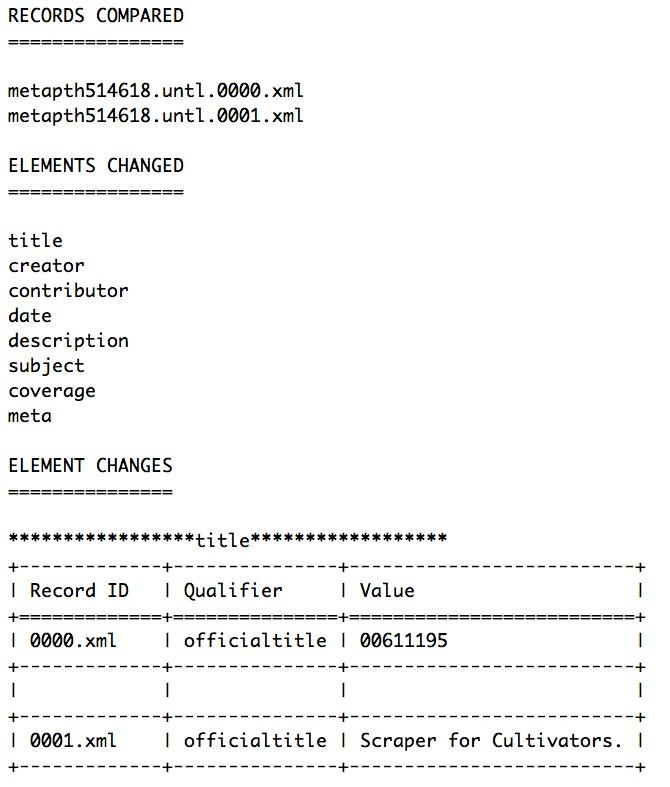 RECORDS COMPARED
================
metapth514618.untl.0000.xml
metapth514618.untl.0001.xml
ELEMENTS CHANGED
================
title
creator
contributor
date
description
subject
coverage
meta
ELEMENT CHANGES
===============
*****************title******************
+-------------+---------------+--------------------------+
| Record ID   | Qualifier     | Value                    |
+=============+===============+==========================+
| 0000.xml    | officialtitle | 00611195                 |
+-------------+---------------+--------------------------+
|             |               |                          |
+-------------+---------------+--------------------------+
| 0001.xml    | officialtitle | Scraper for Cultivators. |
+-------------+---------------+--------------------------+